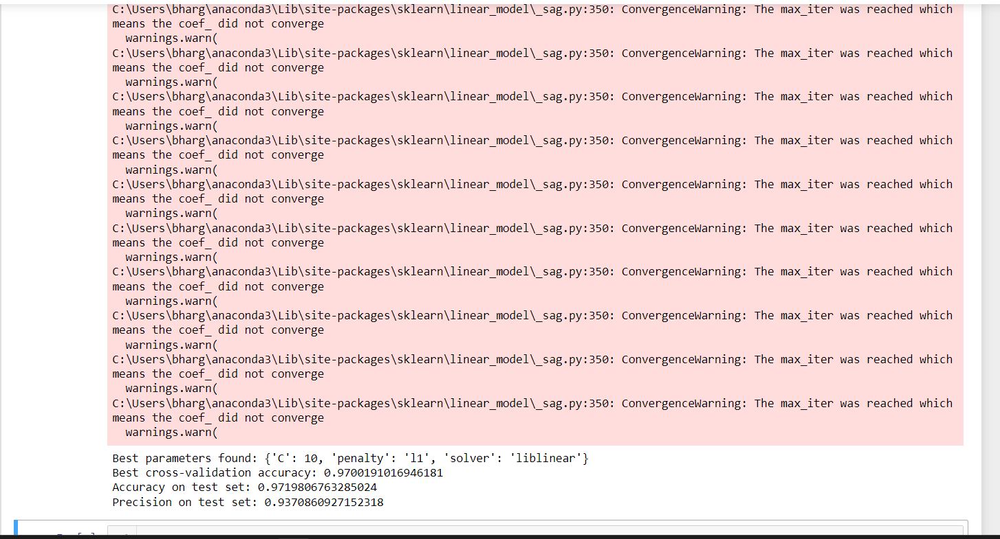 C:\Users\bharg\anaconda3\Lib\site-packages\sklearn\linear_model\_sag.py:350: ConvergenceWarning: The max_iter was reached which
means the coef_ did not converge
  warnings.warn(
C:\Users\bharg\anaconda3\Lib\site-packages\sklearn\linear_model\_sag.py:350: ConvergenceWarning: The max_iter was reached which
means the coef_ did not converge
  warnings.warn(
C:\Users\bharg\anaconda3\Lib\site-packages\sklearn\linear_model\_sag.py:350: ConvergenceWarning: The max_iter was reached which
means the coef_ did not converge
  warnings.warn(
C:\Users\bharg\anaconda3\Lib\site-packages\sklearn\linear_model\_sag.py:350: ConvergenceWarning: The max_iter was reached which
means the coef_ did not converge
  warnings.warn(
C:\Users\bharg\anaconda3\Lib\site-packages\sklearn\linear_model\_sag.py:350: ConvergenceWarning: The max_iter was reached which
means the coef_ did not converge
  warnings.warn(
C:\Users\bharg\anaconda3\Lib\site-packages\sklearn\linear_model\_sag.py:350: ConvergenceWarning: The max_iter was reached which
means the coef_ did not converge
  warnings.warn(
C:\Users\bharg\anaconda3\Lib\site-packages\sklearn\linear_model\_sag.py:350: ConvergenceWarning: The max_iter was reached which
means the coef_ did not converge
  warnings.warn(
C:\Users\bharg\anaconda3\Lib\site-packages\sklearn\linear_model\_sag.py:350: ConvergenceWarning: The max_iter was reached which
means the coef_ did not converge
  warnings.warn(
C:\Users\bharg\anaconda3\Lib\site-packages\sklearn\linear_model\_sag.py:350: ConvergenceWarning: The max_iter was reached which
means the coef_ did not converge
  warnings.warn(
C:\Users\bharg\anaconda3\Lib\site-packages\sklearn\linear_model\_sag.py:350: ConvergenceWarning: The max_iter was reached which
means the coef_ did not converge
  warnings.warn(
Best parameters found: {'C': 10, 'penalty': 'l1', 'solver': 'liblinear'}
Best cross-validation accuracy: 0.9700191016946181
Accuracy on test set: 0.9719806763285024
Precision on test set: 0.9370860927152318